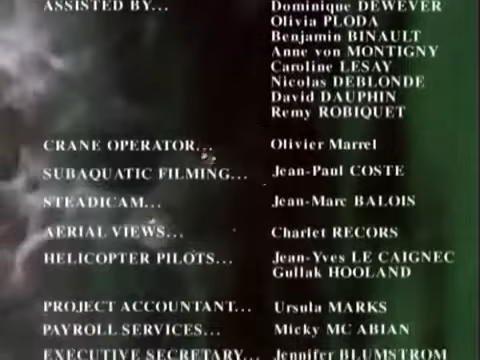 ASSISTED BY... Dominique DEWEVER
Olivia PLODA
Benjamin BINAULT
Anne von MONTIGNY
Caroline LESAY
Nicolas DEBLONDE
David DAUPHIN
Remy ROBIQUET
CRANE OPERATOR... Olivier Marrel
SUBAQUATIC FILMING... Jean-Paul COSTE
STEADICAM... Jean-Marc BALOIS
AERIAL VIEWS... Charlet RECORS
HELICOPTER PILOTS... Jean-Yves LE CAIGNEC
Gullak HOOLAND
PROJECT ACCOUNTANT... Ursula MARKS
PAYROLL SERVICES... Micky MC ABIAN
EXECUTIVE SECRETARY... Jennifer BLUMSTROM